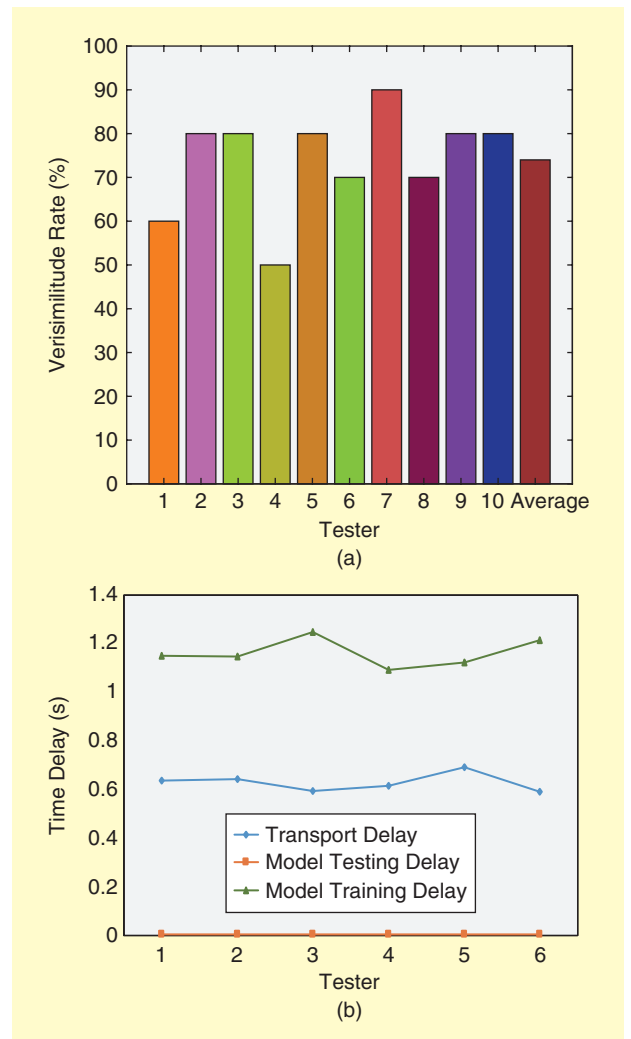 100
90
80
70
60
50
40
30
20
10
0
Verisimilitude Rate (%)
1 2 3 4 5 6 7 8 9 10 Average
Tester
(a)
1.4
1.2
1
0.8
0.6
0.4
0.2
0
Time Delay (s)
Transport Delay
Model Testing Delay
Model Training Delay
1 2 3 4 5 6
Tester
(b)